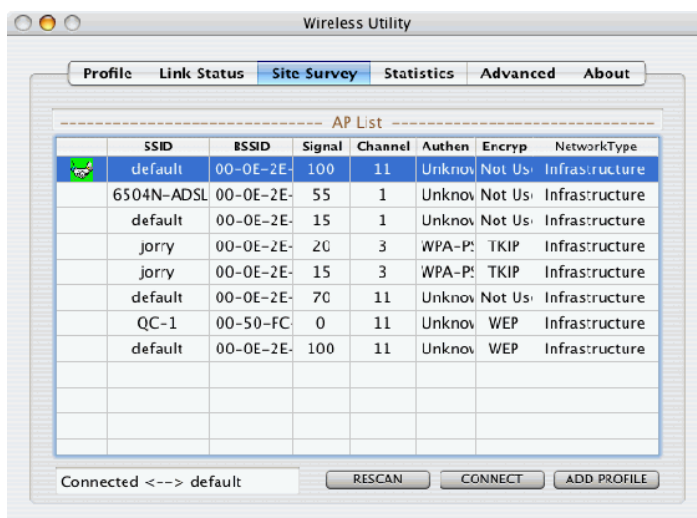 Wireless Utility
Profile Link Status Site Survey Statistics Advanced About
AP List
SSID BSSID Signal Channel Authen Encryp NetworkType
default 00-0E-2E- 100 11 Unknov Not Us Infrastructure
6504N-ADSL 00-0E-2E- 55 1 Unknov Not Us Infrastructure
default 00-0E-2E- 15 1 Unknov Not Us Infrastructure
jorry 00-0E-2E- 20 3 WPA-PS TKIP Infrastructure
jorry 00-0E-2E- 15 3 WPA-PS TKIP Infrastructure
default 00-0E-2E- 70 11 Unknov Not Us Infrastructure
QC-1 00-50-FC- 0 11 Unknov WEP Infrastructure
default 00-0E-2E- 100 11 Unknov WEP Infrastructure
Connected <--> default RESCAN CONNECT ADD PROFILE